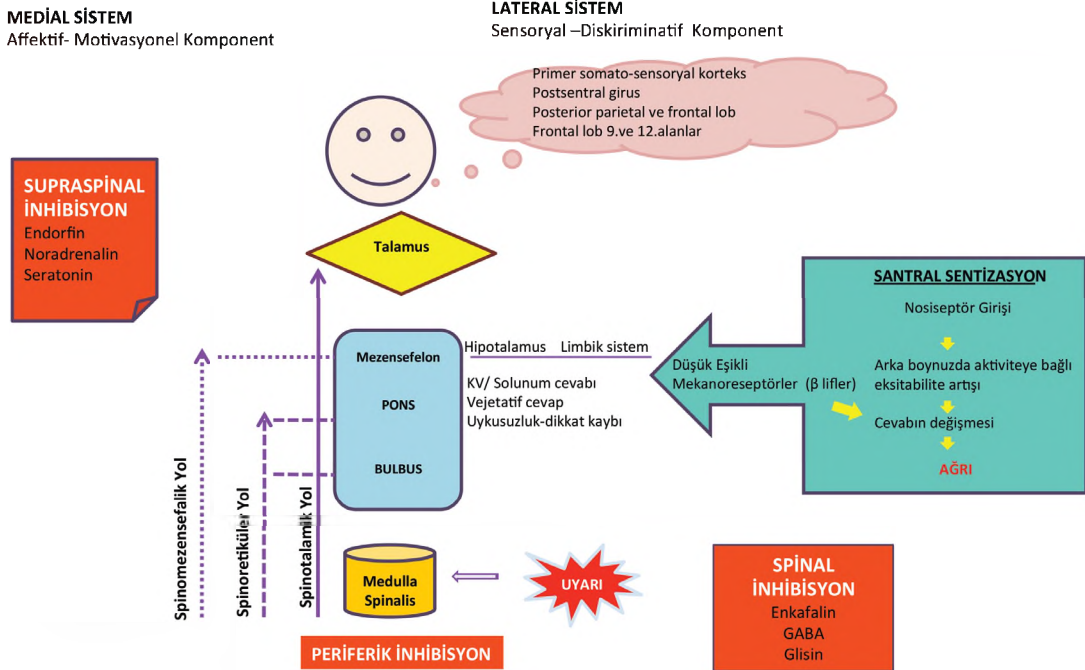 MEDİAL SİSTEM
Affektif- Motivasyonel Komponent
LATERAL SİSTEM
Sensoryal –Diskiriminatif Komponent
Primer somato-sensoryal korteks
Postsentral girus
Posterior parietal ve frontal lob
Frontal lob 9.ve 12.alanlar
SUPRASPİNAL
İNHİBİSYON
Endorfin
Noradrenalin
Seratonin
Talamus
Mezensefelon
PONS
BULBUS
Hipotalamus Limbik sistem
KV/ Solunum cevabı
Vejetatif cevap
Uykusuzluk-dikkat kaybı
Düşük Eşikli
Mekanoreseptörler (β lifler)
SANTRAL SENTİZASYON
Nosiseptör Girişi
Arka boynuzda aktiviteye bağlı
eksitabilite artışı
Cevabın değişmesi
AĞRI
Spinomezensefalik Yol
Spinoretiküler Yol
Spinotalamik Yol
Medulla
Spinalis
UYARI
PERİFERİK İNHİBİSYON
SPİNAL
İNHİBİSYON
Enkafalin
GABA
Glisin